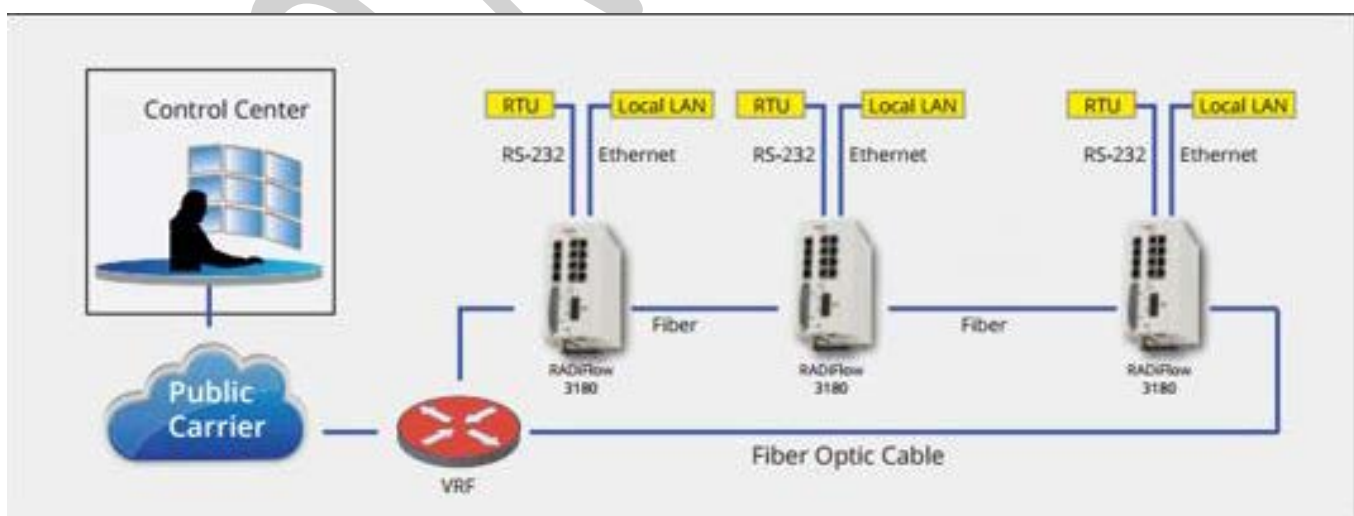 Control Center
RTU
Local LAN
RS-232
Ethernet
RTU
Local LAN
RS-232
Ethernet
RTU
Local LAN
RS-232
Ethernet
Fiber
Fiber
RADiFlow
3180
RADiFlow
3180
RADiFlow
3180
Public
Carrier
VRF
Fiber Optic Cable